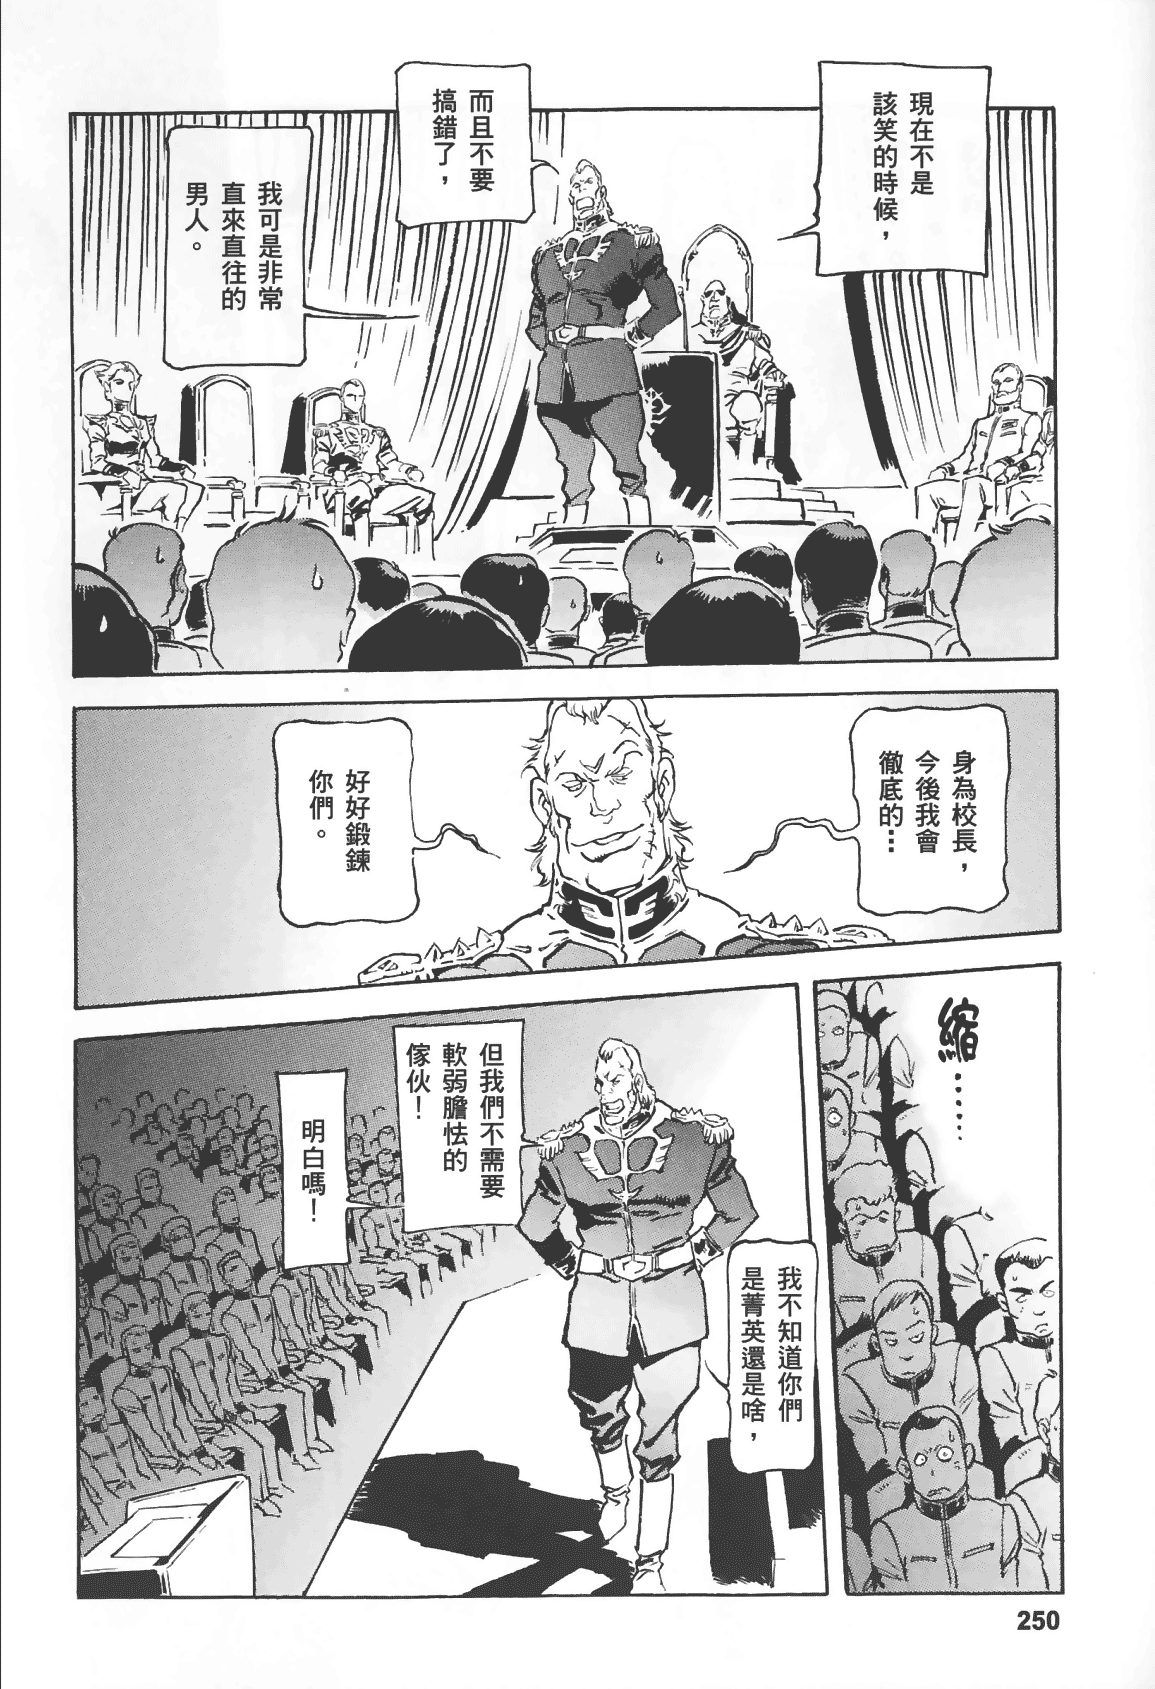 現在不是
該笑的時候，
而且不要
搞錯了，
我可是非常
直來直往的
男人。
身為校長，
今後我會
徹底的⋯
好好鍛鍊
你們。
縮⋯⋯
我不知道你們
是菁英還是啥，
但我們不需要
軟弱膽怯的
傢伙！
明白嗎！
250